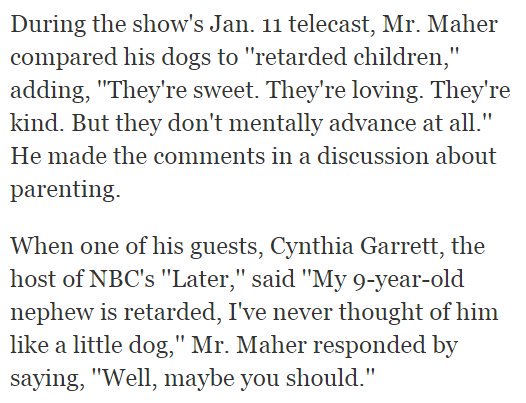 During the show's Jan. 11 telecast, Mr. Maher
compared his dogs to ''retarded children,''
adding, ''They're sweet. They're loving. They're
kind. But they don't mentally advance at all.''
He made the comments in a discussion about
parenting.
When one of his guests, Cynthia Garrett, the
host of NBC's ''Later,'' said ''My 9-year-old
nephew is retarded, I've never thought of him
like a little dog,'' Mr. Maher responded by
saying, ''Well, maybe you should.''